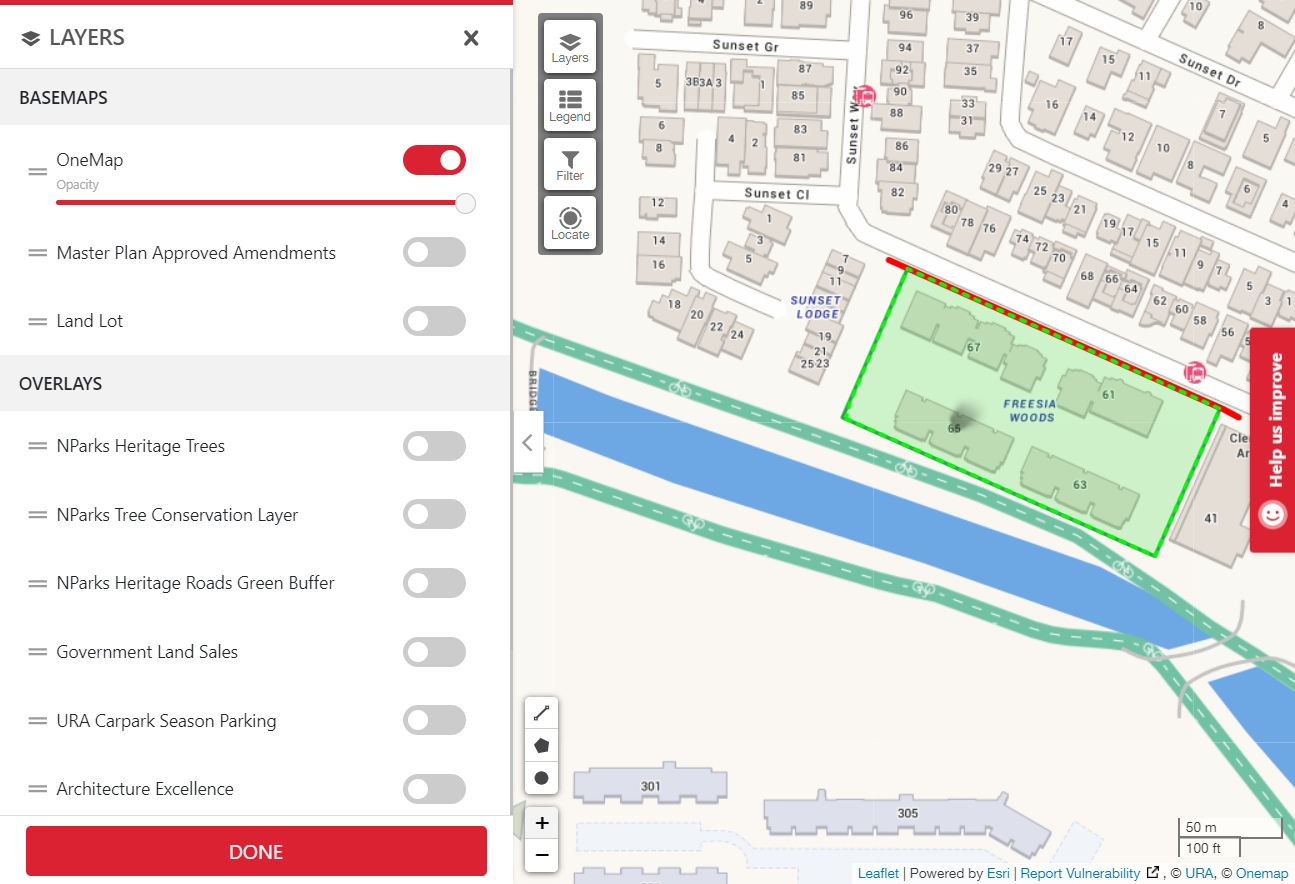 LAYERS
BASEMAPS
OneMap
Opacity
Master Plan Approved Amendments
Land Lot
OVERLAYS
NParks Heritage Trees
NParks Tree Conservation Layer
NParks Heritage Roads Green Buffer
Government Land Sales
URA Carpark Season Parking
Architecture Excellence
DONE
Layers
Legend
Filter
Locate
89
96
39
10
8
Sunset Gr
94
37
17
15
Sunset Dr
5
3B
3A
3
1
87
92
35
11
85
90
Sunset Way
88
33
31
16
14
7
6
8
4
2
83
81
86
84
82
12
10
8
5
6
4
29
27
25
23
21
Sunset Cl
12
14
16
1
3
5
80
78
76
74
72
70
19
17
15
11
9
7
5
3
1
7
9
11
68
66
64
62
60
58
56
18
20
22
24
SUNSET
LODGE
19
21
25
23
67
61
FREESIA
WOODS
65
63
41
BRIDGE
Help us improve
301
305
+
−
50 m
100 ft
Leaflet | Powered by Esri | Report Vulnerability , © URA, © Onemap